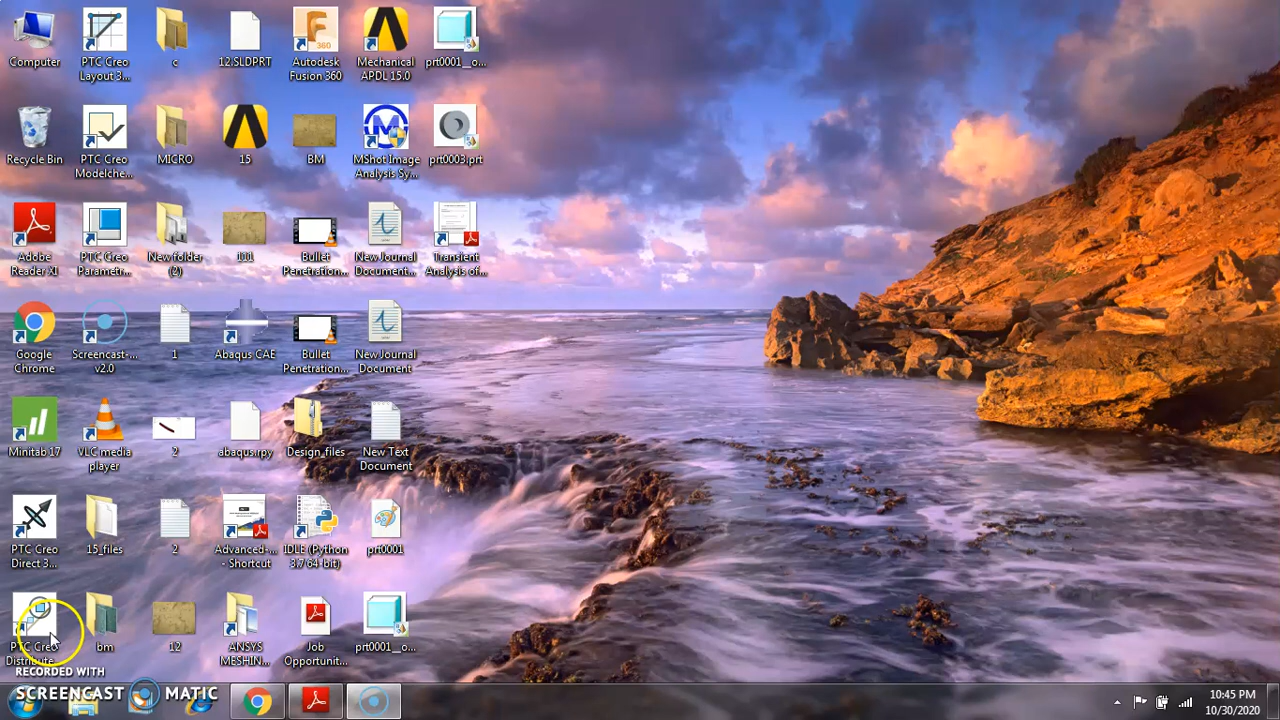 Computer
PTC Creo
Layout 3...
c
12.SLDPRT
Autodesk
Fusion 360
Mechanical
APDL 15.0
prt0001__o...
Recycle Bin
PTC Creo
Modelche...
MICRO
15
BM
MShot Image
Analysis Sy...
prt0003.prt
Adobe
Reader XI
PTC Creo
Parametr...
New folder
(2)
111
Bullet
Penetration...
New Journal
Document...
Transient
Analysis of...
Google
Chrome
Screencast-...
v2.0
1
Abaqus CAE
Bullet
Penetration...
New Journal
Document
Minitab 17
VLC media
player
2
abaqus.rpy
Design_files
New Text
Document
PTC Creo
Direct 3...
15_files
2
Advanced-...
- Shortcut
IDLE (Python
3.7 64-bit)
prt0001
PTC Creo
Distribute...
bm
12
ANSYS
MESHIN...
Job
Opportunit...
prt0001__o...
RECORDED WITH
SCREENCAST MATIC
10:45 PM
10/30/2020